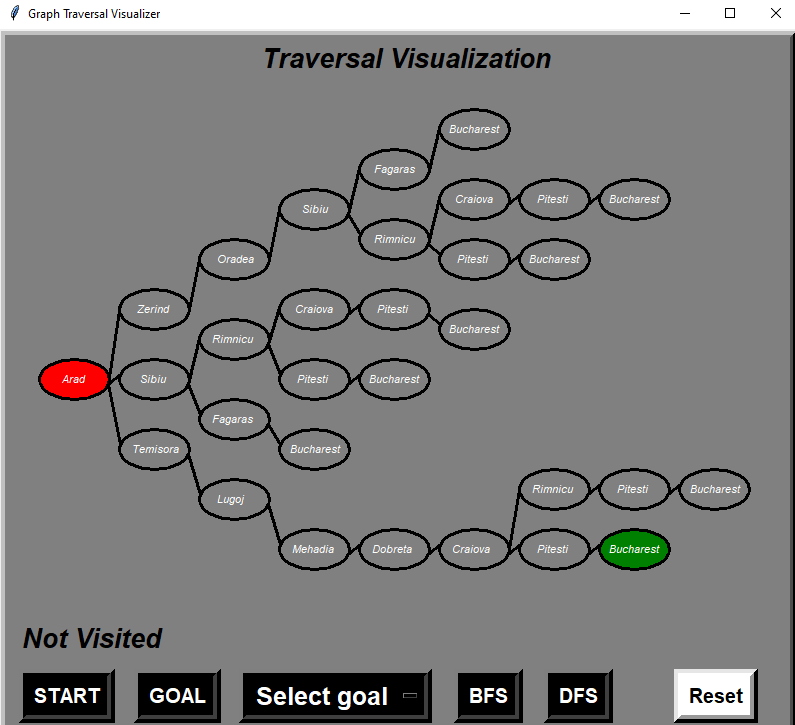 Graph Traversal Visualizer
Traversal Visualization
Bucharest
Fagaras
Sibiu
Craiova Pitesti Bucharest
Rimnicu
Oradea
Pitesti Bucharest
Zerind
Craiova Pitesti
Bucharest
Rimnicu
Arad
Sibiu
Pitesti Bucharest
Fagaras
Temisora
Bucharest
Lugoj
Rimnicu Pitesti Bucharest
Mehadia Dobreta Craiova Pitesti Bucharest
Not Visited
START GOAL Select goal BFS DFS Reset